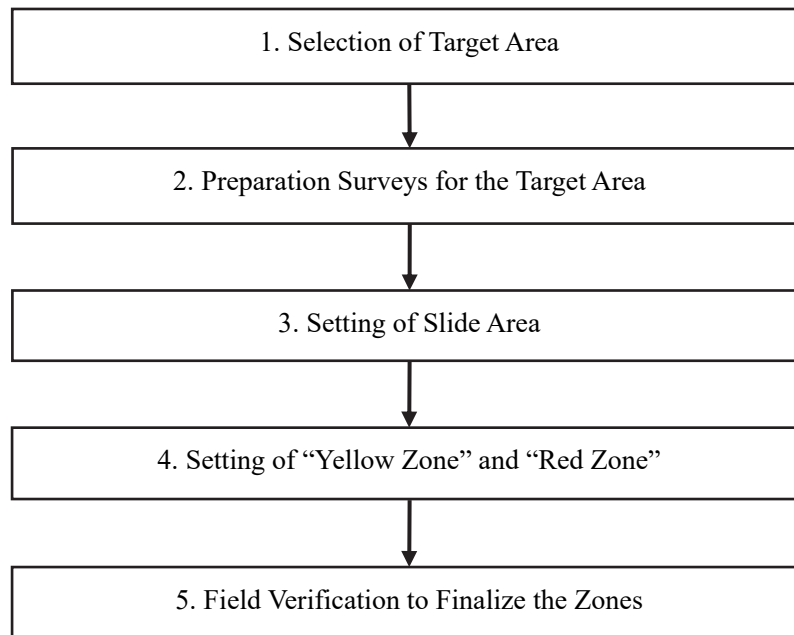 1. Selection of Target Area
2. Preparation Surveys for the Target Area
3. Setting of Slide Area
4. Setting of “Yellow Zone” and “Red Zone”
5. Field Verification to Finalize the Zones